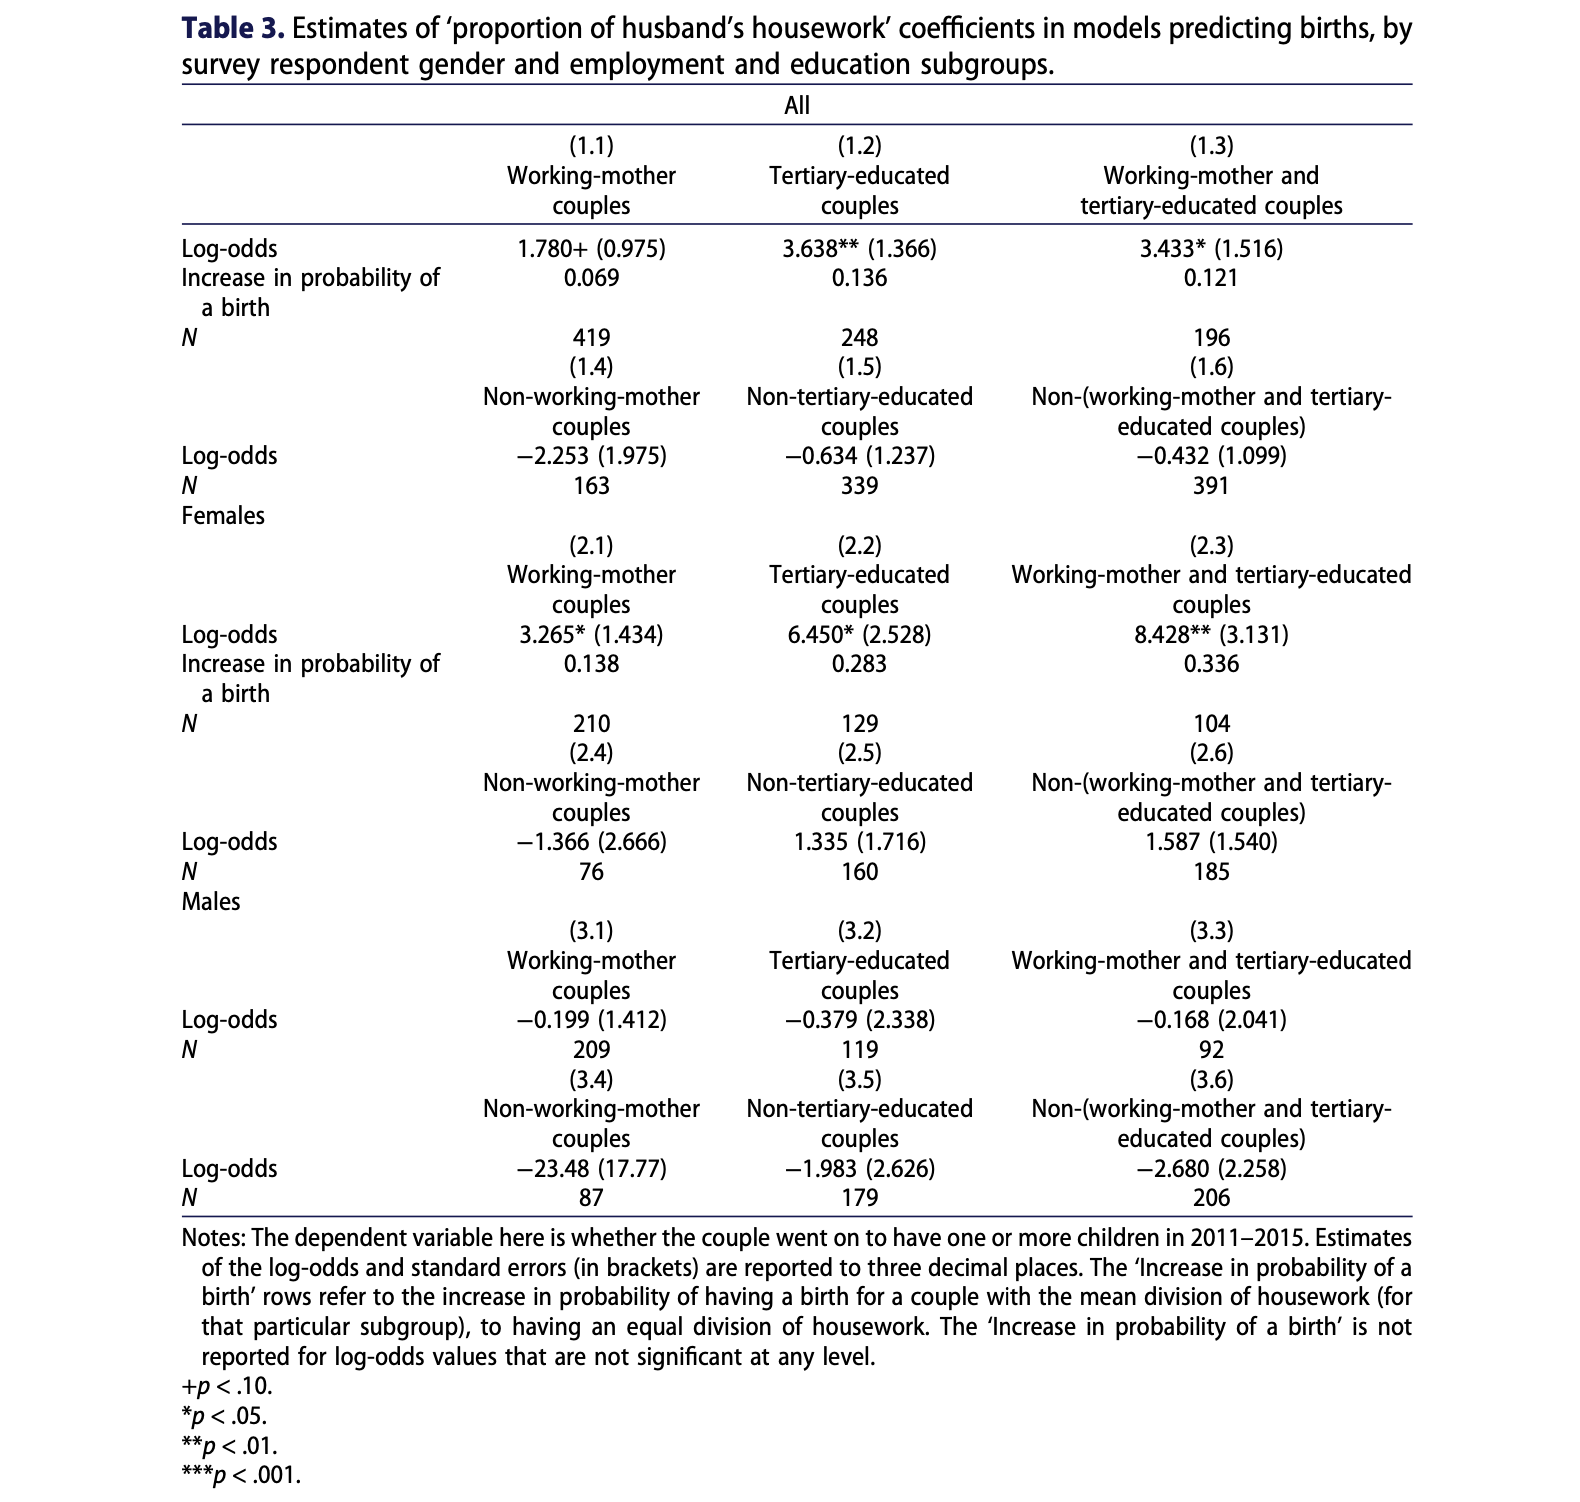 Table 3. Estimates of ‘proportion of husband’s housework’ coefficients in models predicting births, by
survey respondent gender and employment and education subgroups.
All
(1.1) (1.2) (1.3)
Working-mother Tertiary-educated Working-mother and
couples couples tertiary-educated couples
Log-odds 1.780+ (0.975) 3.638** (1.366) 3.433* (1.516)
Increase in probability of 0.069 0.136 0.121
a birth
N 419 248 196
(1.4) (1.5) (1.6)
Non-working-mother Non-tertiary-educated Non-(working-mother and tertiary-
couples couples educated couples)
Log-odds −2.253 (1.975) −0.634 (1.237) −0.432 (1.099)
N 163 339 391
Females
(2.1) (2.2) (2.3)
Working-mother Tertiary-educated Working-mother and tertiary-educated
couples couples couples
Log-odds 3.265* (1.434) 6.450* (2.528) 8.428** (3.131)
Increase in probability of 0.138 0.283 0.336
a birth
N 210 129 104
(2.4) (2.5) (2.6)
Non-working-mother Non-tertiary-educated Non-(working-mother and tertiary-
couples couples educated couples)
Log-odds −1.366 (2.666) 1.335 (1.716) 1.587 (1.540)
N 76 160 185
Males
(3.1) (3.2) (3.3)
Working-mother Tertiary-educated Working-mother and tertiary-educated
couples couples couples
Log-odds −0.199 (1.412) −0.379 (2.338) −0.168 (2.041)
N 209 119 92
(3.4) (3.5) (3.6)
Non-working-mother Non-tertiary-educated Non-(working-mother and tertiary-
couples couples educated couples)
Log-odds −23.48 (17.77) −1.983 (2.626) −2.680 (2.258)
N 87 179 206
Notes: The dependent variable here is whether the couple went on to have one or more children in 2011–2015. Estimates
of the log-odds and standard errors (in brackets) are reported to three decimal places. The ‘Increase in probability of a
birth’ rows refer to the increase in probability of having a birth for a couple with the mean division of housework (for
that particular subgroup), to having an equal division of housework. The ‘Increase in probability of a birth’ is not
reported for log-odds values that are not significant at any level.
+p < .10.
*p < .05.
**p < .01.
***p < .001.